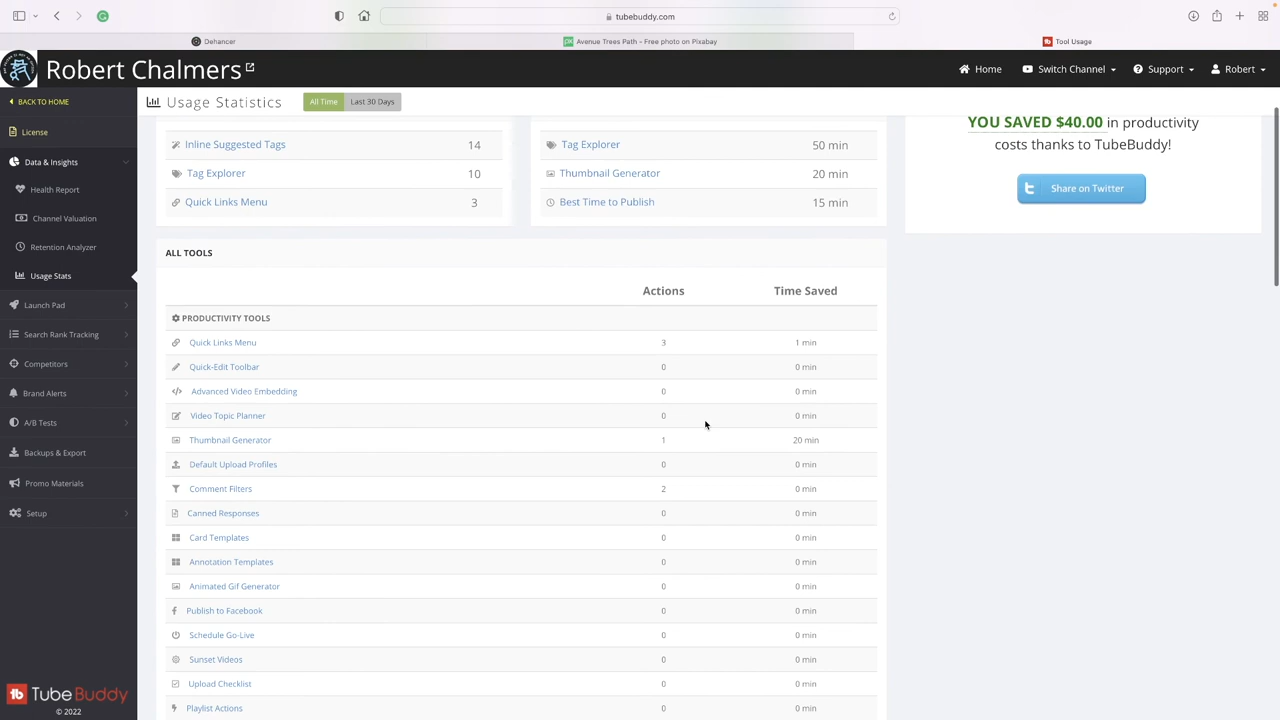 tubebuddy.com
Dehancer
Avenue Trees Path - Free photo on Pixabay
Tool Usage
Robert Chalmers
Home
Switch Channel
Support
Robert
BACK TO HOME
Usage Statistics
All Time
Last 30 Days
License
Data & Insights
Health Report
Channel Valuation
Retention Analyzer
Usage Stats
Launch Pad
Search Rank Tracking
Competitors
Brand Alerts
A/B Tests
Backups & Export
Promo Materials
Setup
TubeBuddy
© 2022
Inline Suggested Tags 14
Tag Explorer 10
Quick Links Menu 3
Tag Explorer 50 min
Thumbnail Generator 20 min
Best Time to Publish 15 min
YOU SAVED $40.00 in productivity
costs thanks to TubeBuddy!
Share on Twitter
ALL TOOLS
Actions Time Saved
PRODUCTIVITY TOOLS
Quick Links Menu 3 1 min
Quick-Edit Toolbar 0 0 min
Advanced Video Embedding 0 0 min
Video Topic Planner 0 0 min
Thumbnail Generator 1 20 min
Default Upload Profiles 0 0 min
Comment Filters 2 0 min
Canned Responses 0 0 min
Card Templates 0 0 min
Annotation Templates 0 0 min
Animated Gif Generator 0 0 min
Publish to Facebook 0 0 min
Schedule Go-Live 0 0 min
Sunset Videos 0 0 min
Upload Checklist 0 0 min
Playlist Actions 0 0 min